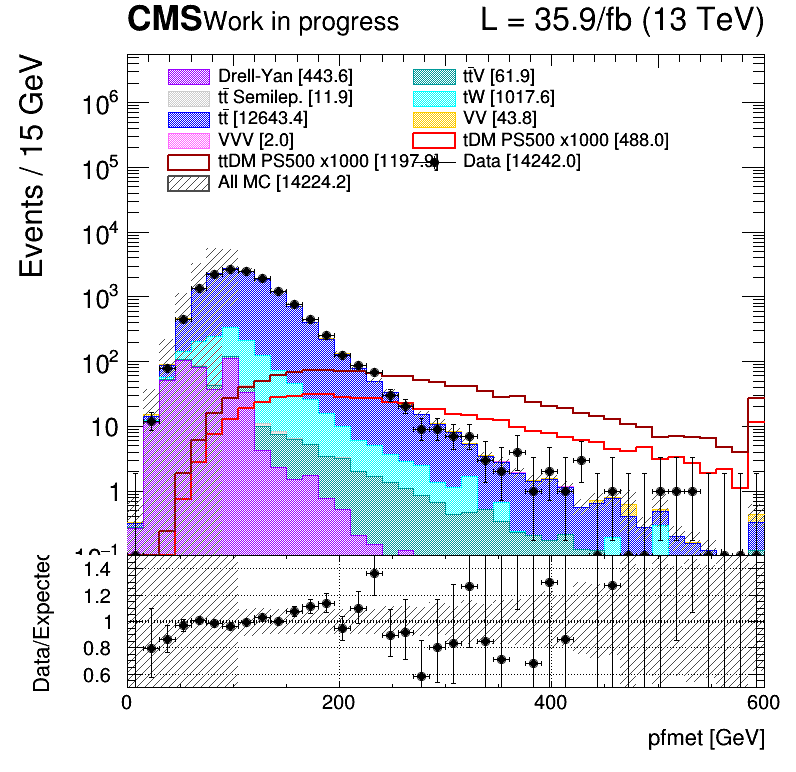 CMS Work in progress L = 35.9/fb (13 TeV)
Events / 15 GeV
Drell-Yan [443.6] tt̄V [61.9]
tt̄ Semilep. [11.9] tW [1017.6]
tt̄ [12643.4] VV [43.8]
VVV [2.0] tDM PS500 x1000 [488.0]
ttDM PS500 x1000 [1197.9] Data [14242.0]
All MC [14224.2]
10⁶
10⁵
10⁴
10³
10²
10
1
10⁻¹
Data/Expected
1.4
1.2
1
0.8
0.6
0 200 400 600
pfmet [GeV]